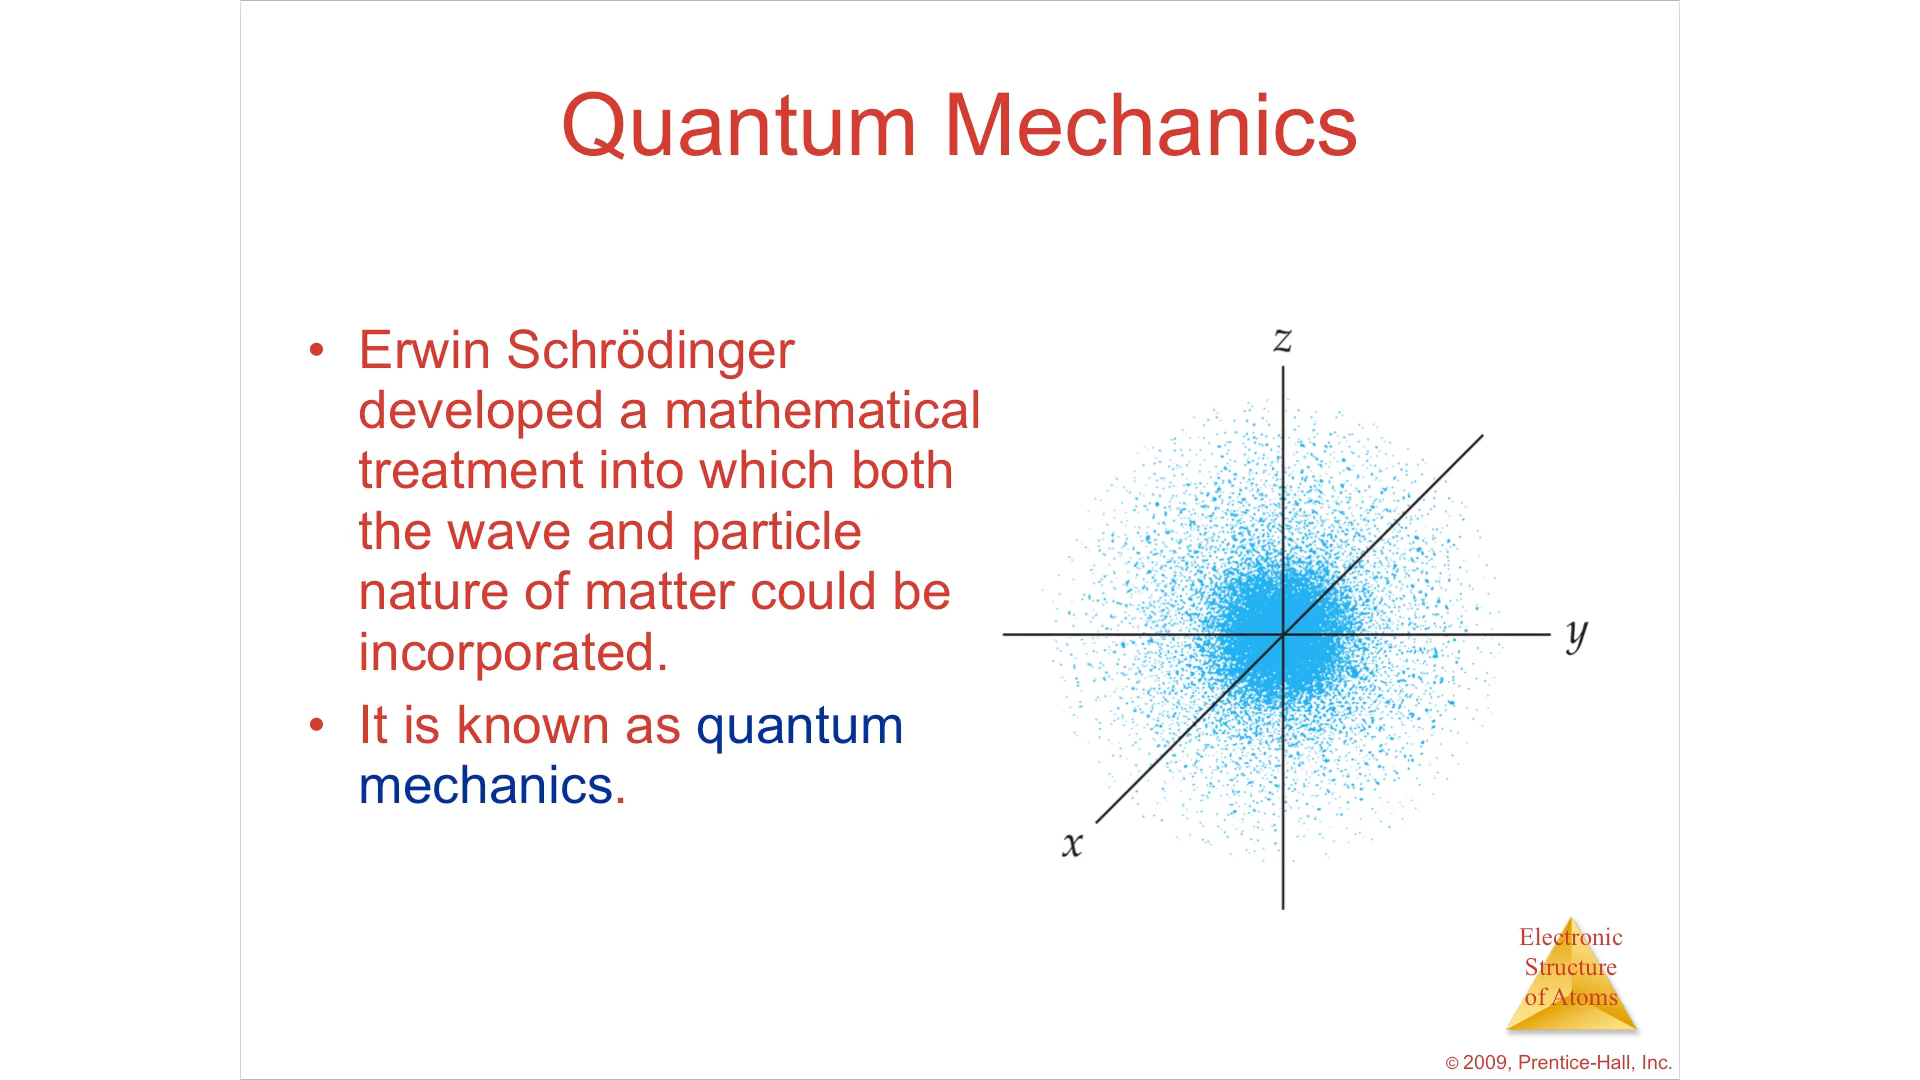 Quantum Mechanics
• Erwin Schrödinger
developed a mathematical
treatment into which both
the wave and particle
nature of matter could be
incorporated.
• It is known as quantum
mechanics.
z
y
x
Electronic
Structure
of Atoms
© 2009, Prentice-Hall, Inc.